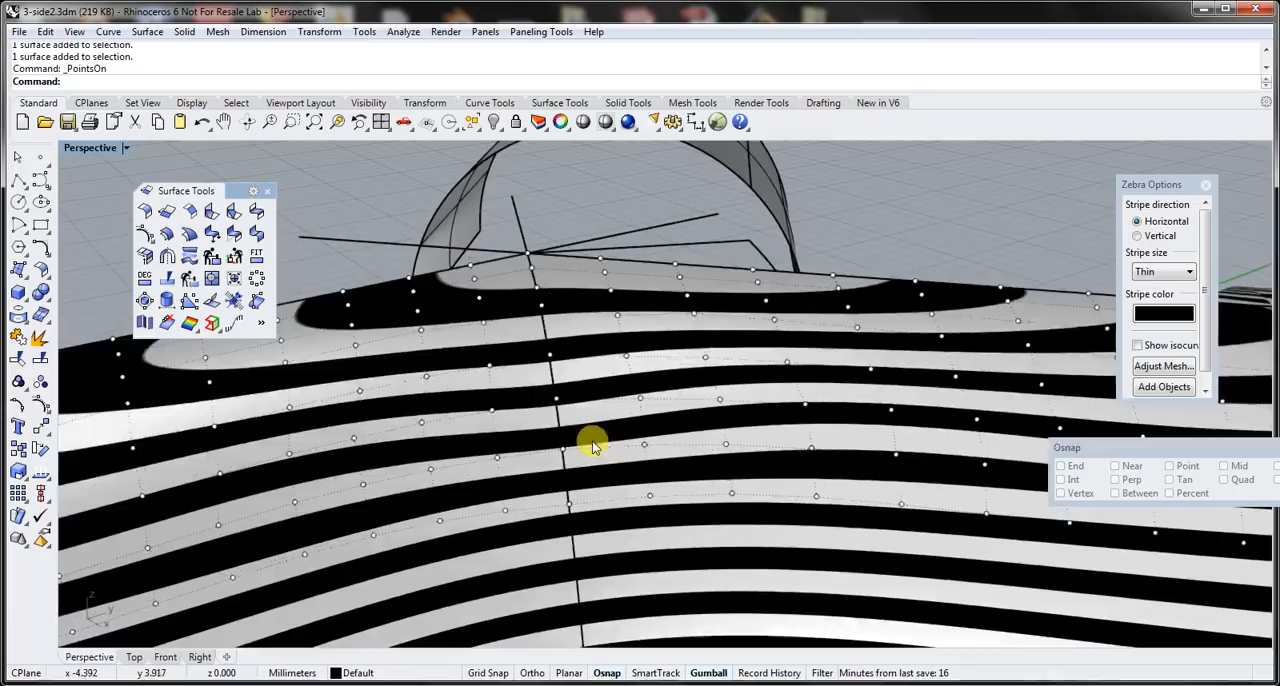 3-side2.3dm (219 KB) - Rhinoceros 6 Not For Resale Lab - [Perspective]
File Edit View Curve Surface Solid Mesh Dimension Transform Tools Analyze Render Panels Paneling Tools Help
1 surface added to selection.
1 surface added to selection.
Command: _PointsOn
Command:
Standard CPlanes Set View Display Select Viewport Layout Visibility Transform Curve Tools Surface Tools Solid Tools Mesh Tools Render Tools Drafting New in V6
Perspective
Surface Tools
FIT
DEG
Zebra Options
Stripe direction
Horizontal
Vertical
Stripe size
Thin
Stripe color
Show isocun
Adjust Mesh...
Add Objects
Osnap
End Near Point Mid
Int Perp Tan Quad
Vertex Between Percent
z
y
x
Perspective Top Front Right
CPlane x -4.392 y 3.917 z 0.000 Millimeters Default Grid Snap Ortho Planar Osnap SmartTrack Gumball Record History Filter Minutes from last save: 16